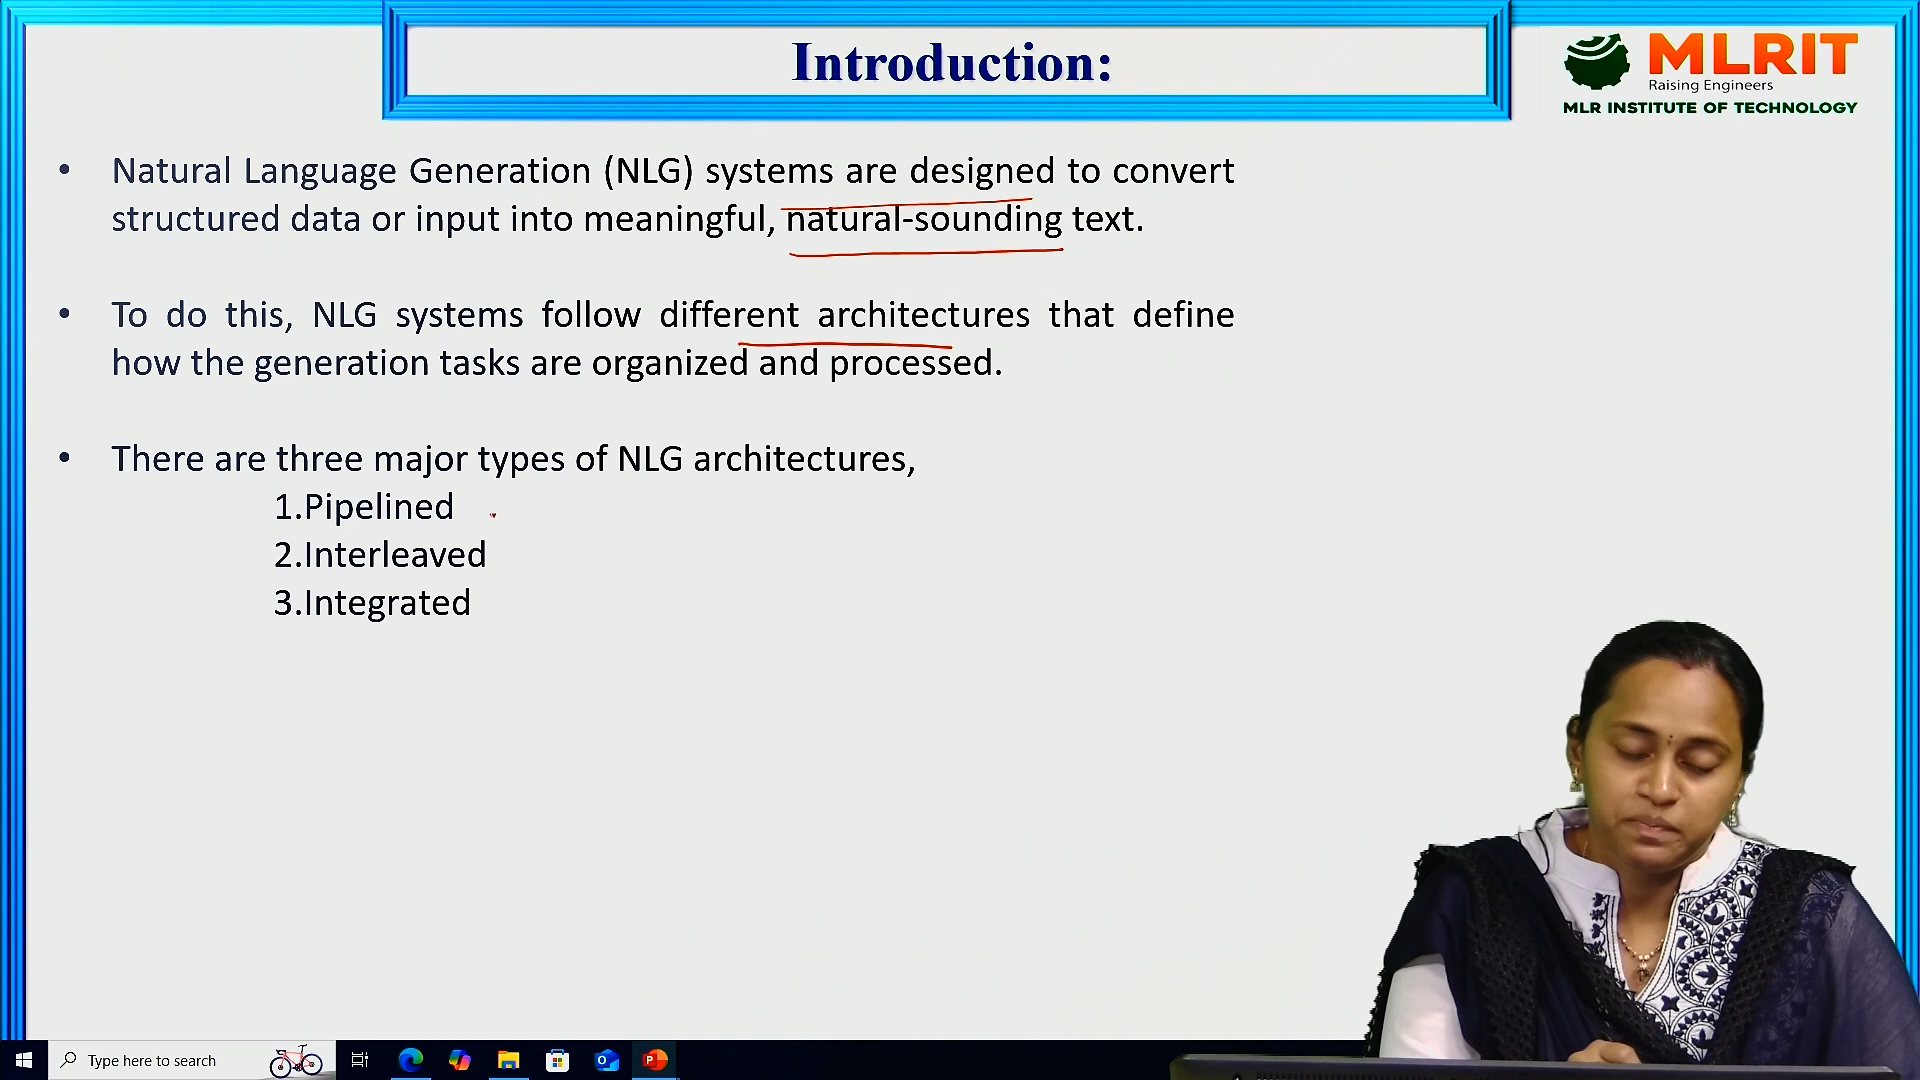 Introduction:
MLRIT
Raising Engineers
MLR INSTITUTE OF TECHNOLOGY
• Natural Language Generation (NLG) systems are designed to convert
structured data or input into meaningful, natural-sounding text.
• To do this, NLG systems follow different architectures that define
how the generation tasks are organized and processed.
• There are three major types of NLG architectures,
1.Pipelined
2.Interleaved
3.Integrated
Type here to search